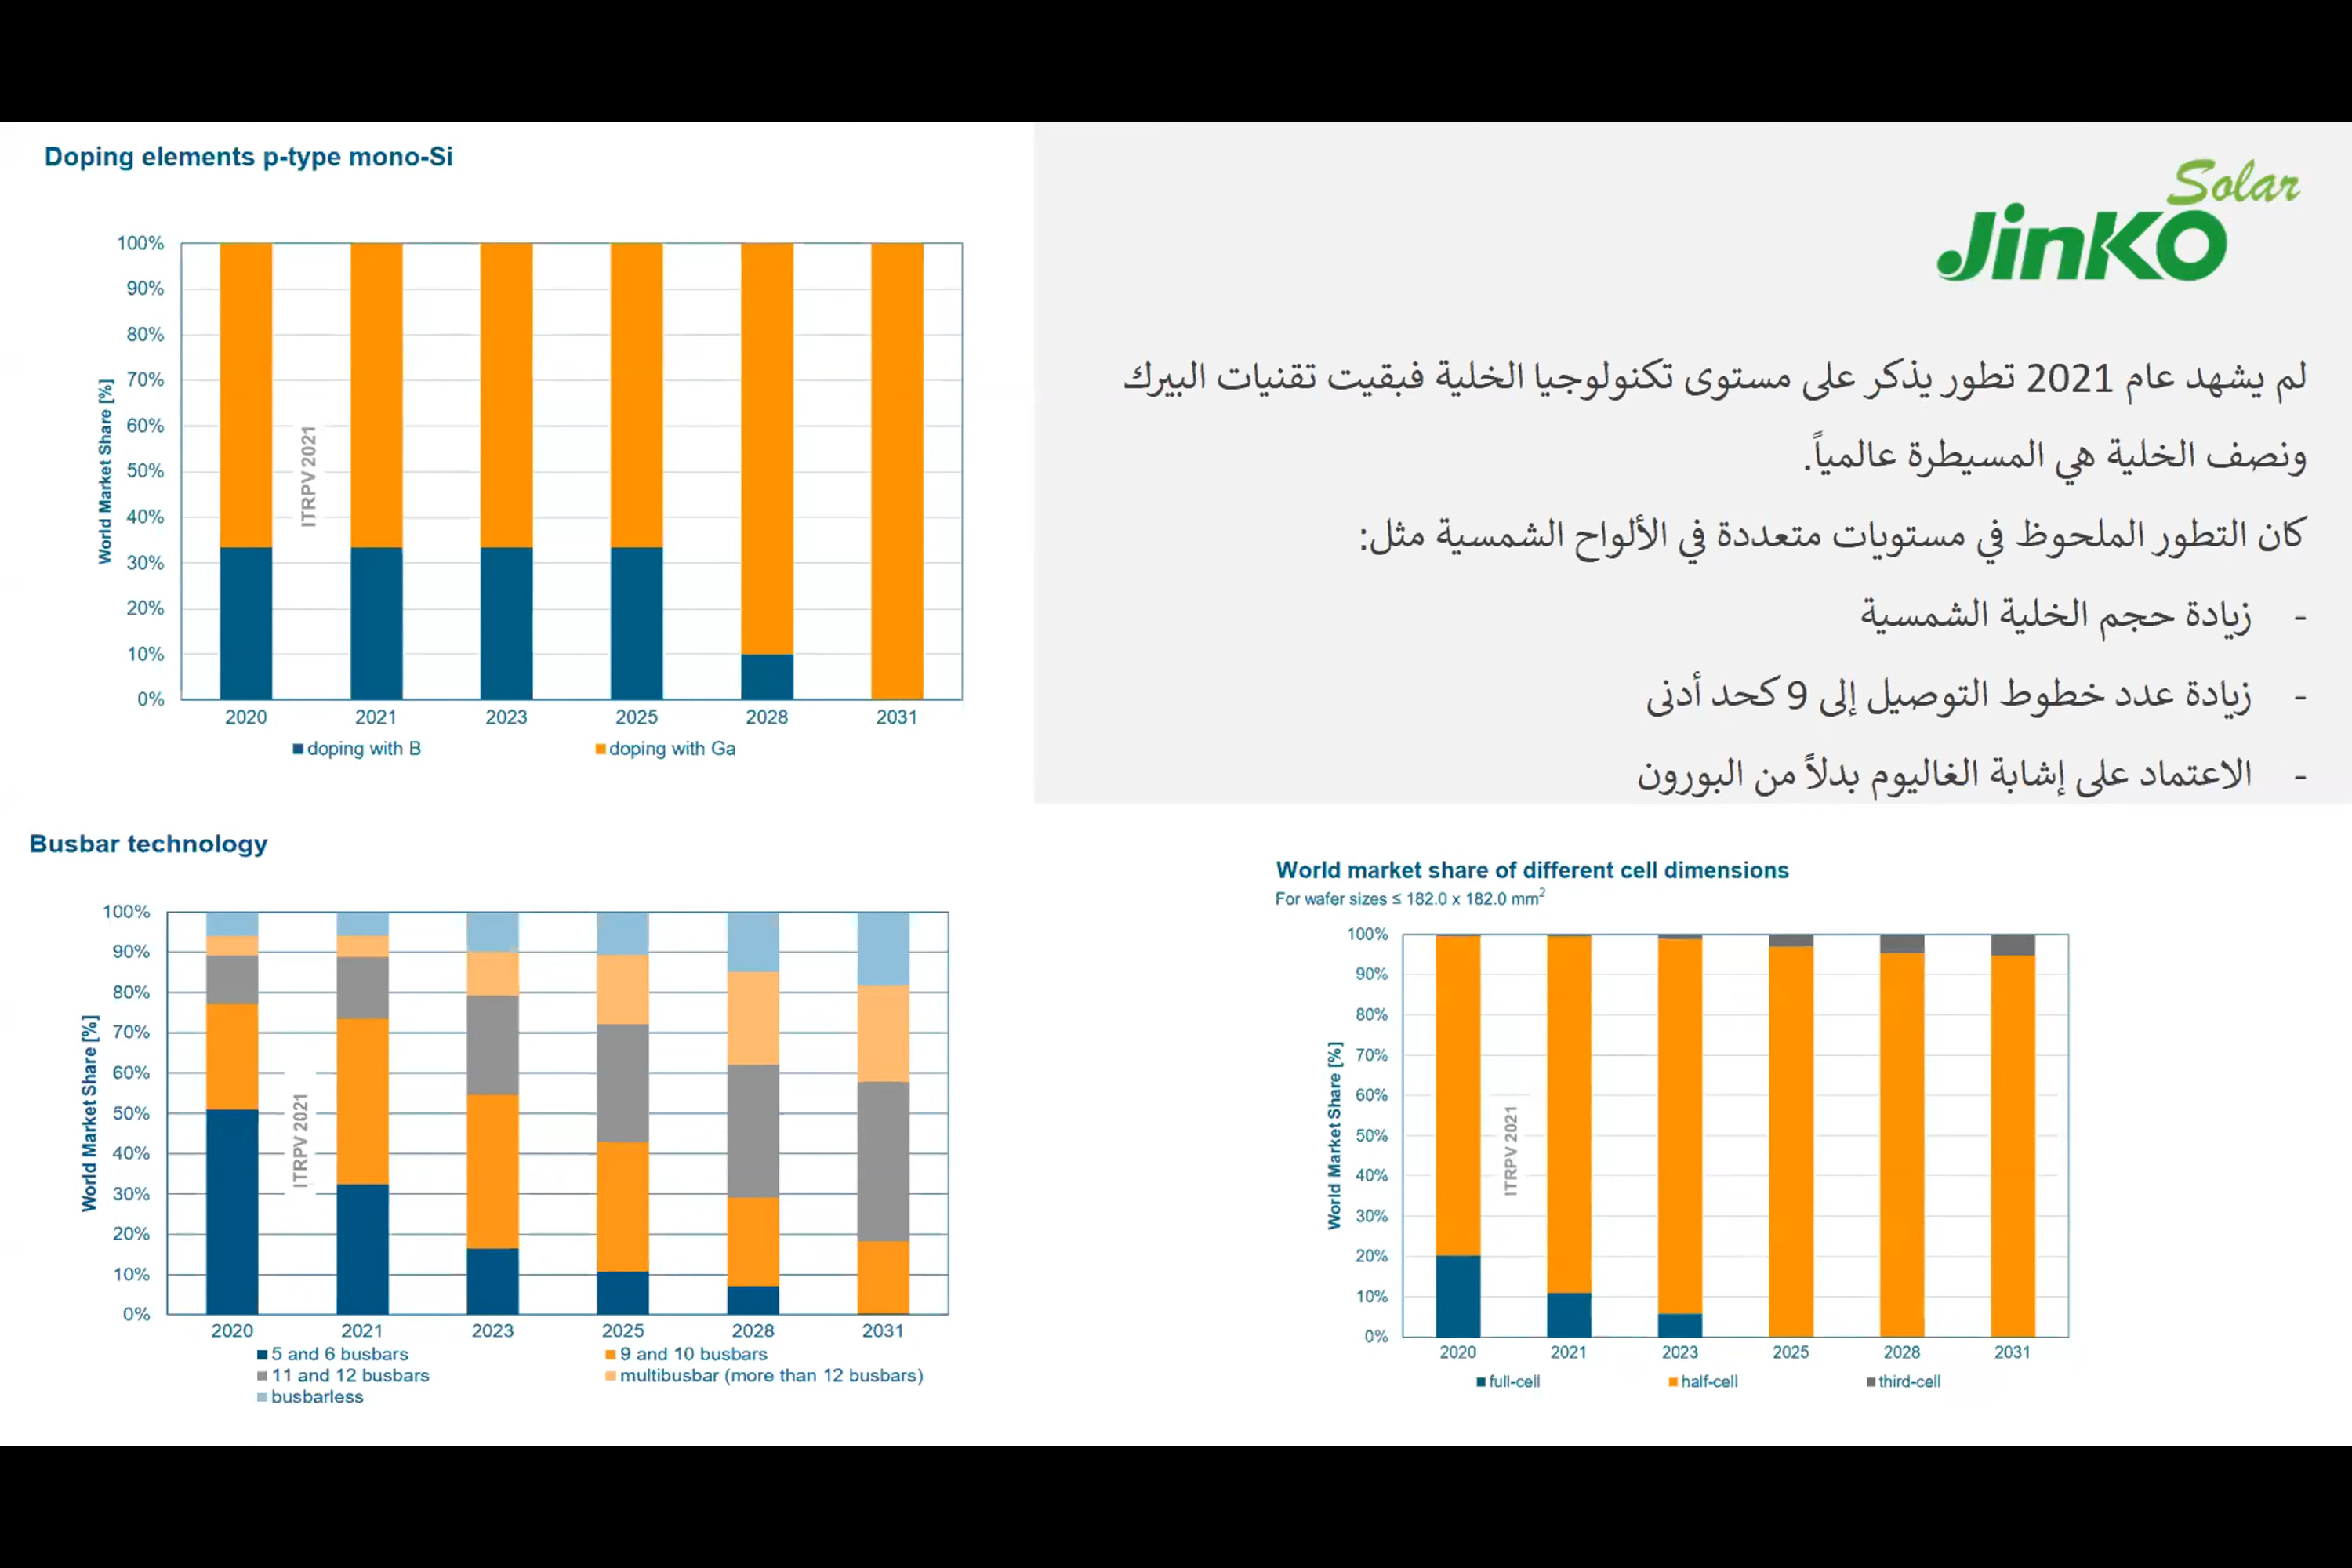 Doping elements p-type mono-Si
World Market Share [%]
100%
90%
80%
70%
60%
50%
40%
30%
20%
10%
0%
ITRPV 2021
2020 2021 2023 2025 2028 2031
doping with B doping with Ga
Solar
JinKO
لم يشهد عام 2021 تطور يذكر على مستوى تكنولوجيا الخلية فبقيت تقنيات البيرك
ونصف الخلية هي المسيطرة عالمياً.
كان التطور الملحوظ في مستويات متعددة في الألواح الشمسية مثل:
- زيادة حجم الخلية الشمسية
- زيادة عدد خطوط التوصيل إلى 9 كحد أدنى
- الاعتماد على إشابة الغاليوم بدلاً من البورون
Busbar technology
World Market Share [%]
100%
90%
80%
70%
60%
50%
40%
30%
20%
10%
0%
ITRPV 2021
2020 2021 2023 2025 2028 2031
5 and 6 busbars 9 and 10 busbars
11 and 12 busbars multibusbar (more than 12 busbars)
busbarless
World market share of different cell dimensions
For wafer sizes ≤ 182.0 x 182.0 mm²
World Market Share [%]
100%
90%
80%
70%
60%
50%
40%
30%
20%
10%
0%
ITRPV 2021
2020 2021 2023 2025 2028 2031
full-cell half-cell third-cell